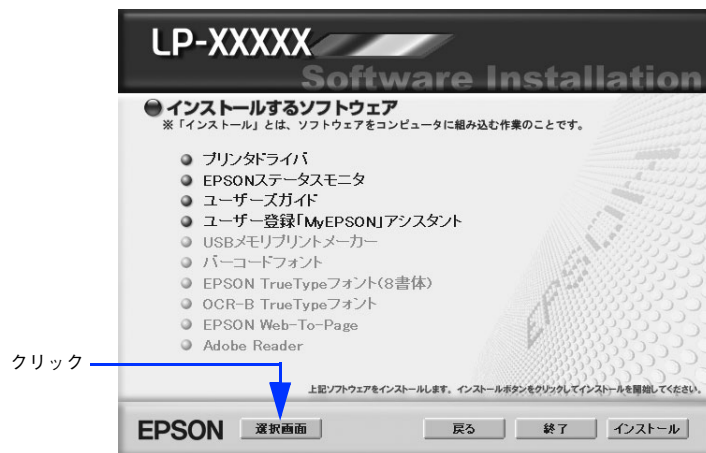 LP-XXXXX
Software Installation
インストールするソフトウェア
※「インストール」とは、ソフトウェアをコンピュータに組み込む作業のことです。
プリンタドライバ
EPSONステータスモニタ
ユーザーズガイド
ユーザー登録「MyEPSON」アシスタント
USBメモリプリントメーカー
バーコードフォント
EPSON TrueTypeフォント(8書体)
OCR-B TrueTypeフォント
EPSON Web-To-Page
Adobe Reader
EPSON
クリック
上記ソフトウェアをインストールします。インストールボタンをクリックしてインストールを開始してください。
EPSON 選択画面 戻る 終了 インストール